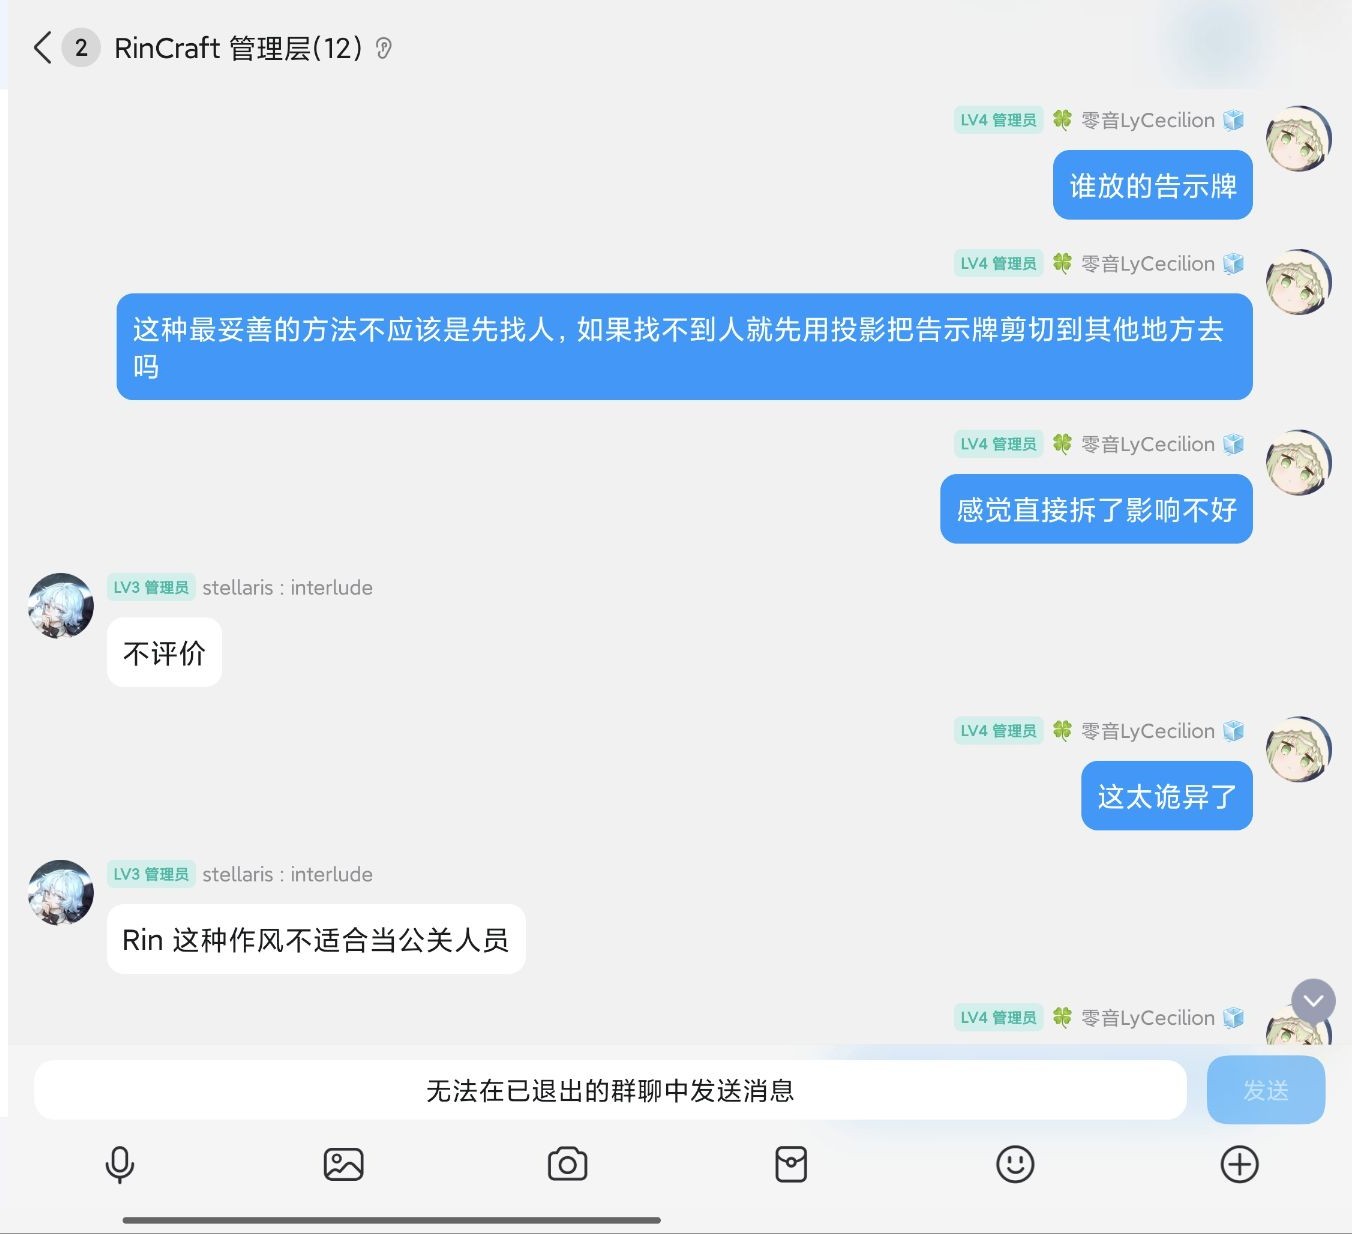 2 RinCraft 管理层(12)
LV4 管理员 🍀 零音LyCecilion 🧊
谁放的告示牌
LV4 管理员 🍀 零音LyCecilion 🧊
这种最妥善的方法不应该是先找人，如果找不到人就先用投影把告示牌剪切到其他地方去
吗
LV4 管理员 🍀 零音LyCecilion 🧊
感觉直接拆了影响不好
LV3 管理员 stellaris : interlude
不评价
LV4 管理员 🍀 零音LyCecilion 🧊
这太诡异了
LV3 管理员 stellaris : interlude
Rin 这种作风不适合当公关人员
LV4 管理员 🍀 零音LyCecilion 🧊
无法在已退出的群聊中发送消息
发送